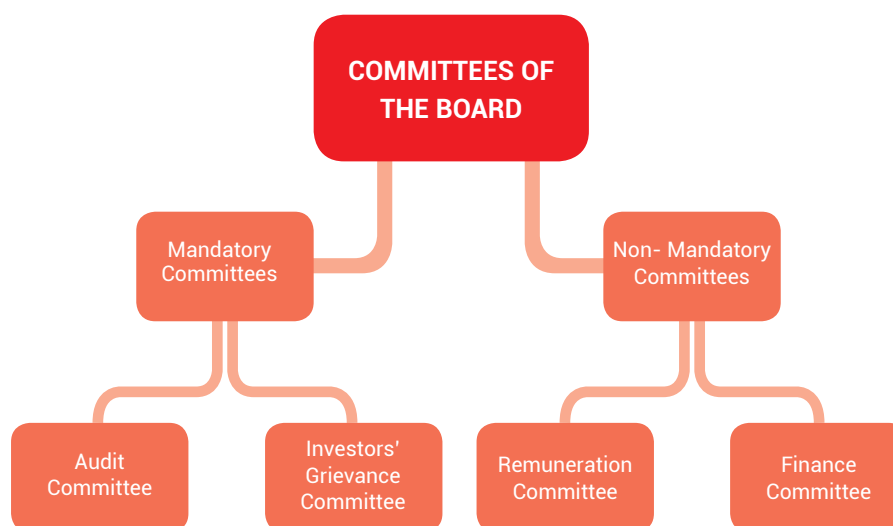 COMMITTEES OF
THE BOARD
Mandatory
Committees
Non- Mandatory
Committees
Audit
Committee
Investors'
Grievance
Committee
Remuneration
Committee
Finance
Committee